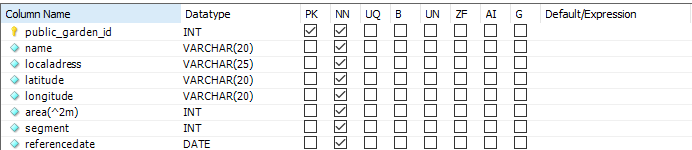 Column Name Datatype PK NN UQ B UN ZF AI G Default/Expression
public_garden_id INT
name VARCHAR(20)
localadress VARCHAR(25)
latitude VARCHAR(20)
longitude VARCHAR(20)
area(^2m) INT
segment INT
referencedate DATE